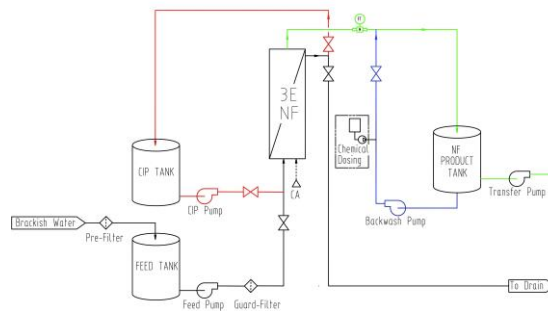 R
3E
NF
Chemical
Dosing
CIP TANK
NF
PRODUCT
TANK
CA
CIP Pump
Transfer Pump
Backwash Pump
Brackish Water
Pre-Filter
FEED TANK
To Drain
Feed Pump
Guard-Filter